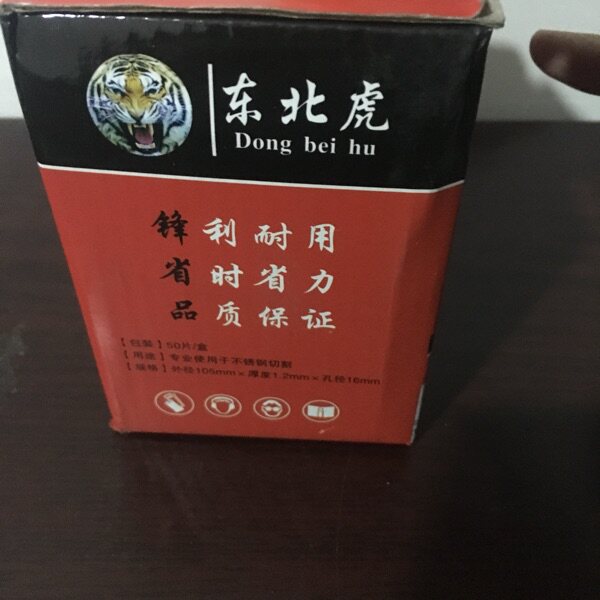 东北虎
Dong bei hu
锋利耐用
省时省力
品质保证
【包装】50片/盒
【用途】专业使用于不锈钢切割
【规格】外径105mm×厚度1.2mm×孔径16mm